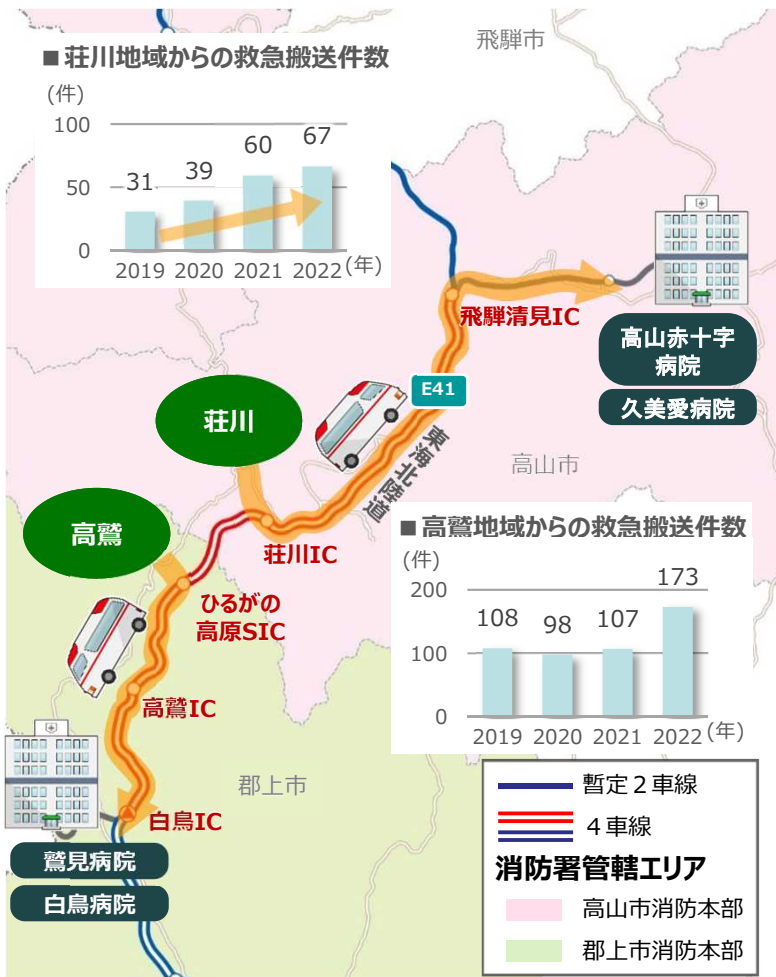 飛騨市
■荘川地域からの救急搬送件数
(件)
100
50
0
31
39
60
67
2019
2020
2021
2022
(年)
飛騨清見IC
高山赤十字
病院
久美愛病院
E41
東海北陸道
荘川
高山市
高鷲
荘川IC
ひるがの
高原SIC
■高鷲地域からの救急搬送件数
(件)
200
100
0
108
98
107
173
2019
2020
2021
2022
(年)
高鷲IC
郡上市
白鳥IC
鷲見病院
白鳥病院
暫定２車線
４車線
消防署管轄エリア
高山市消防本部
郡上市消防本部